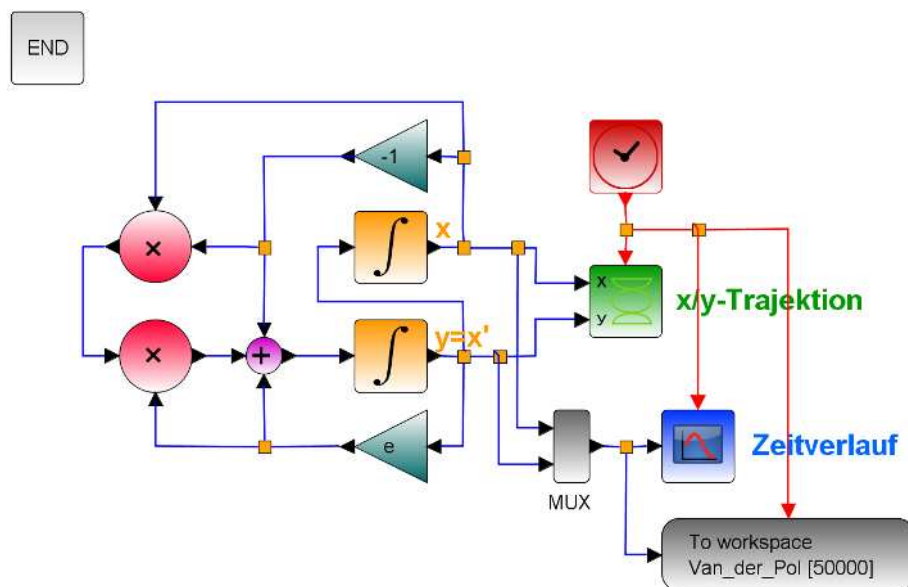 END
-1
x
×
x
y
x/y-Trajektion
×
+
y=x'
e
Zeitverlauf
MUX
To workspace
Van_der_Pol [50000]